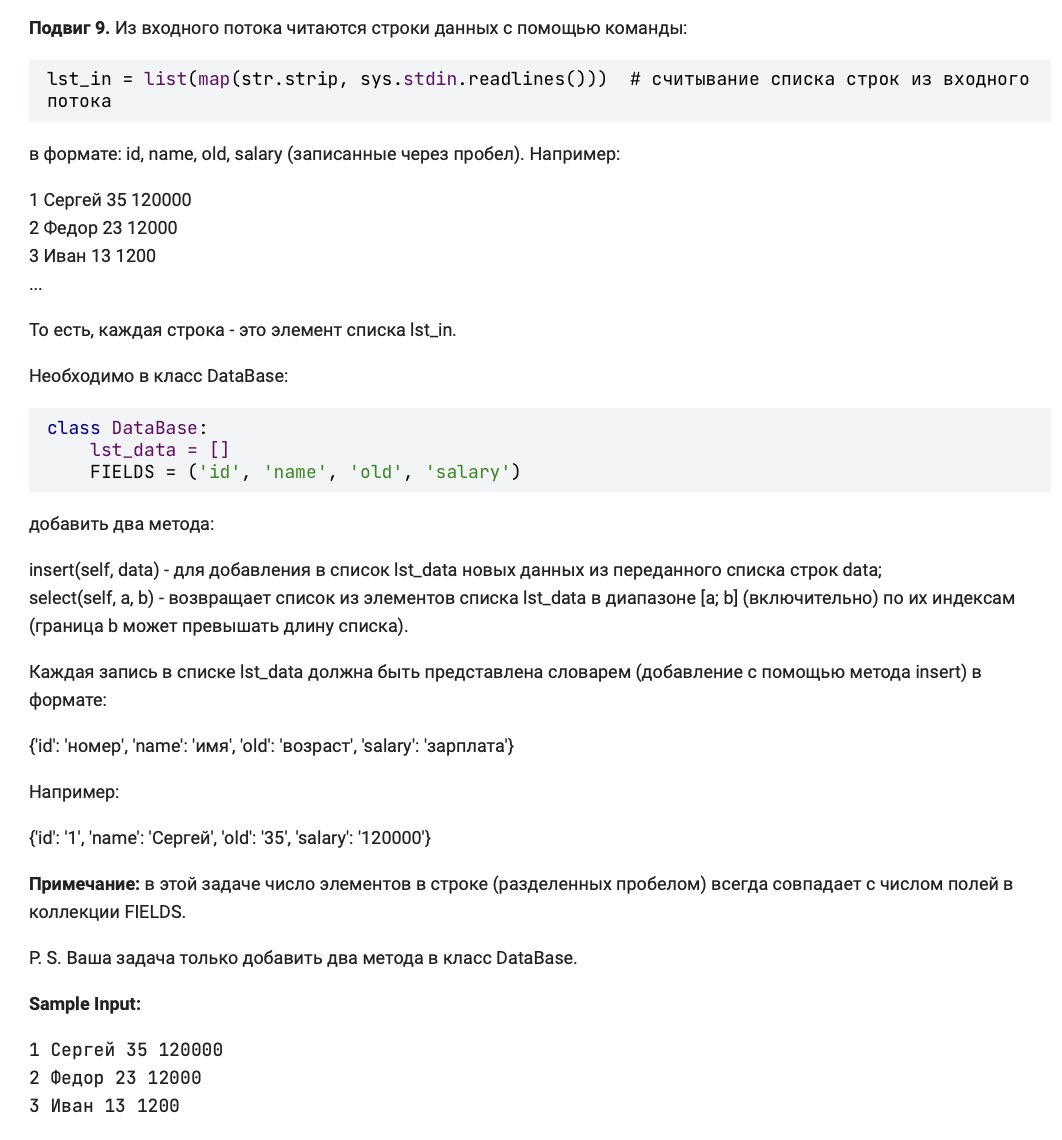 Подвиг 9. Из входного потока читаются строки данных с помощью команды:
lst_in = list(map(str.strip, sys.stdin.readlines()))  # считывание списка строк из входного
потока
в формате: id, name, old, salary (записанные через пробел). Например:
1 Сергей 35 120000
2 Федор 23 12000
3 Иван 13 1200
...
То есть, каждая строка - это элемент списка lst_in.
Необходимо в класс DataBase:
class DataBase:
    lst_data = []
    FIELDS = ('id', 'name', 'old', 'salary')
добавить два метода:
insert(self, data) - для добавления в список lst_data новых данных из переданного списка строк data;
select(self, a, b) - возвращает список из элементов списка lst_data в диапазоне [a; b] (включительно) по их индексам
(граница b может превышать длину списка).
Каждая запись в списке lst_data должна быть представлена словарем (добавление с помощью метода insert) в
формате:
{'id': 'номер', 'name': 'имя', 'old': 'возраст', 'salary': 'зарплата'}
Например:
{'id': '1', 'name': 'Сергей', 'old': '35', 'salary': '120000'}
Примечание: в этой задаче число элементов в строке (разделенных пробелом) всегда совпадает с числом полей в
коллекции FIELDS.
P. S. Ваша задача только добавить два метода в класс DataBase.
Sample Input:
1 Сергей 35 120000
2 Федор 23 12000
3 Иван 13 1200